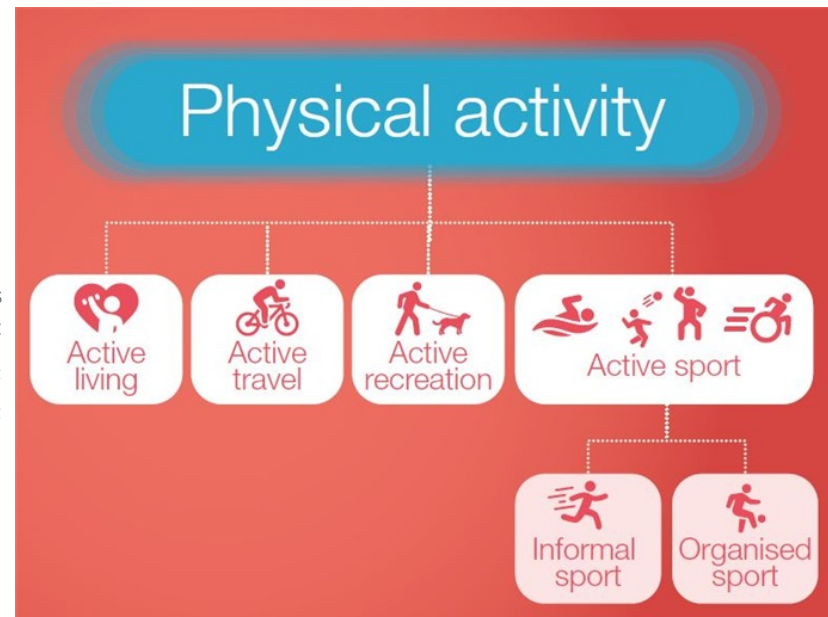 Physical activity
Active
living
Active
travel
Active
recreation
Active sport
Informal
sport
Organised
sport